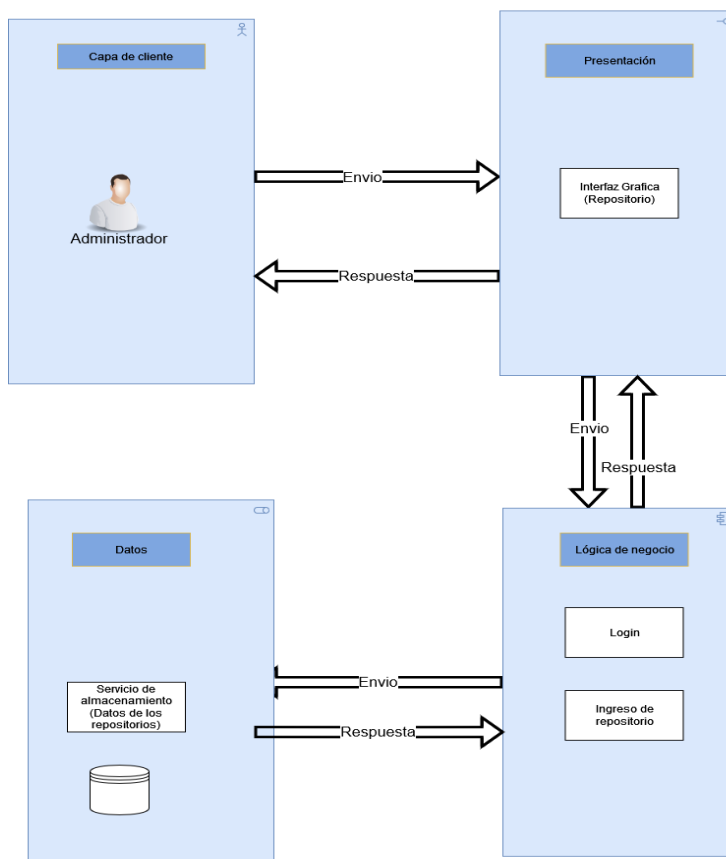 Capa de cliente
Administrador
Envio
Respuesta
Presentación
Interfaz Grafica
(Repositorio)
Envio
Respuesta
Datos
Servicio de
almacenamiento
(Datos de los
repositorios)
Envio
Respuesta
Lógica de negocio
Login
Ingreso de
repositorio